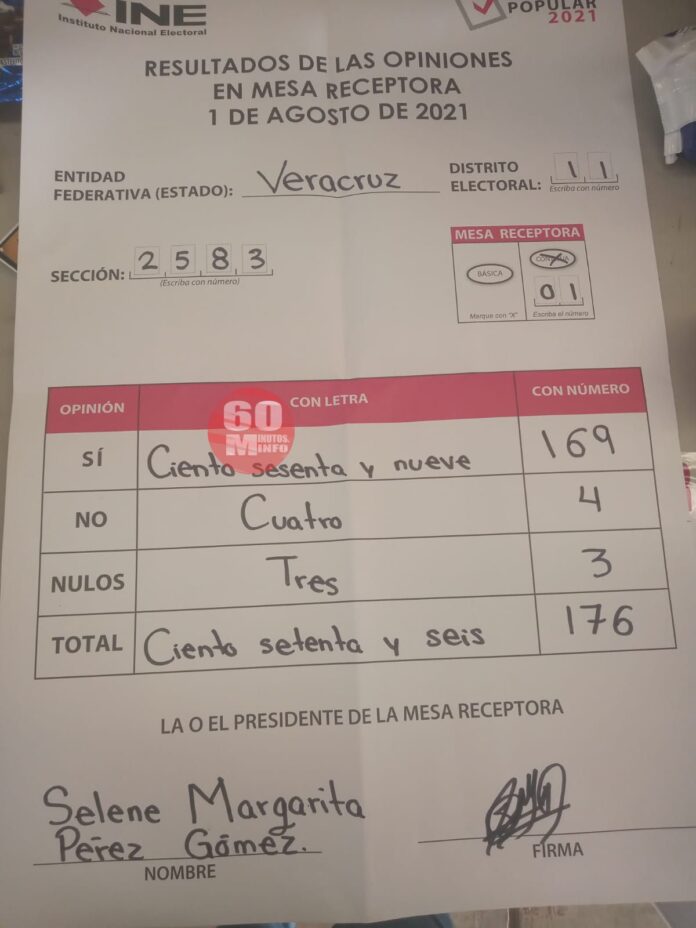 INE
Instituto Nacional Electoral
POPULAR
2021
RESULTADOS DE LAS OPINIONES
EN MESA RECEPTORA
1 DE AGOSTO DE 2021
ENTIDAD
FEDERATIVA (ESTADO): Veracruz
DISTRITO
ELECTORAL: 1 1
Escriba con número
SECCIÓN: 2 5 8 3
(Escriba con número)
MESA RECEPTORA
BÁSICA
CONTIGUA
0 1
Marque con "X" Escriba el número
OPINIÓN CON LETRA CON NÚMERO
60
MINUTOS.
INFO
SÍ Ciento sesenta y nueve 169
NO Cuatro 4
NULOS Tres 3
TOTAL Ciento setenta y seis 176
LA O EL PRESIDENTE DE LA MESA RECEPTORA
Selene Margarita
Pérez Gómez.
NOMBRE
FIRMA